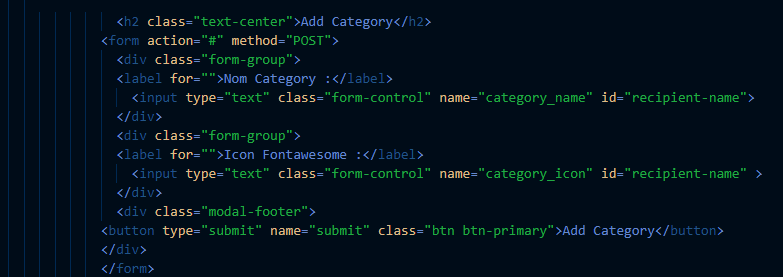 <h2 class="text-center">Add Category</h2>
<form action="#" method="POST">
<div class="form-group">
<label for="">Nom Category :</label>
<input type="text" class="form-control" name="category_name" id="recipient-name">
</div>
<div class="form-group">
<label for="">Icon Fontawesome :</label>
<input type="text" class="form-control" name="category_icon" id="recipient-name" >
</div>
<div class="modal-footer">
<button type="submit" name="submit" class="btn btn-primary">Add Category</button>
</div>
</form>